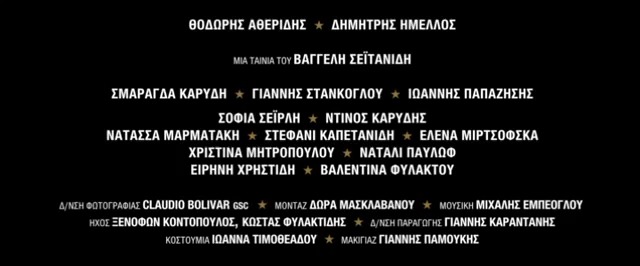 ΘΟΔΩΡΗΣ ΑΘΕΡΙΔΗΣ ★ ΔΗΜΗΤΡΗΣ ΗΜΕΛΛΟΣ
ΜΙΑ ΤΑΙΝΙΑ ΤΟΥ ΒΑΓΓΕΛΗ ΣΕΪΤΑΝΙΔΗ
ΣΜΑΡΑΓΔΑ ΚΑΡΥΔΗ ★ ΓΙΑΝΝΗΣ ΣΤΑΝΚΟΓΛΟΥ ★ ΙΩΑΝΝΗΣ ΠΑΠΑΖΗΣΗΣ
ΣΟΦΙΑ ΣΕΪΡΛΗ ★ ΝΤΙΝΟΣ ΚΑΡΥΔΗΣ
ΝΑΤΑΣΣΑ ΜΑΡΜΑΤΑΚΗ ★ ΣΤΕΦΑΝΙ ΚΑΠΕΤΑΝΙΔΗ ★ ΕΛΕΝΑ ΜΙΡΤΣΟΦΣΚΑ
ΧΡΙΣΤΙΝΑ ΜΗΤΡΟΠΟΥΛΟΥ ★ ΝΑΤΑΛΙ ΠΑΥΛΩΦ
ΕΙΡΗΝΗ ΧΡΗΣΤΙΔΗ ★ ΒΑΛΕΝΤΙΝΑ ΦΥΛΑΚΤΟΥ
Δ/ΝΣΗ ΦΩΤΟΓΡΑΦΙΑΣ CLAUDIO BOLIVAR GSC ★ ΜΟΝΤΑΖ ΔΩΡΑ ΜΑΣΚΛΑΒΑΝΟΥ ★ ΜΟΥΣΙΚΗ ΜΙΧΑΛΗΣ ΕΜΠΕΟΓΛΟΥ
ΗΧΟΣ ΞΕΝΟΦΩΝ ΚΟΝΤΟΠΟΥΛΟΣ, ΚΩΣΤΑΣ ΦΥΛΑΚΤΙΔΗΣ ★ Δ/ΝΣΗ ΠΑΡΑΓΩΓΗΣ ΓΙΑΝΝΗΣ ΚΑΡΑΝΤΑΝΗΣ
ΚΟΣΤΟΥΜΙΑ ΙΩΑΝΝΑ ΤΙΜΟΘΕΑΔΟΥ ★ ΜΑΚΙΓΙΑΖ ΓΙΑΝΝΗΣ ΠΑΜΟΥΚΗΣ